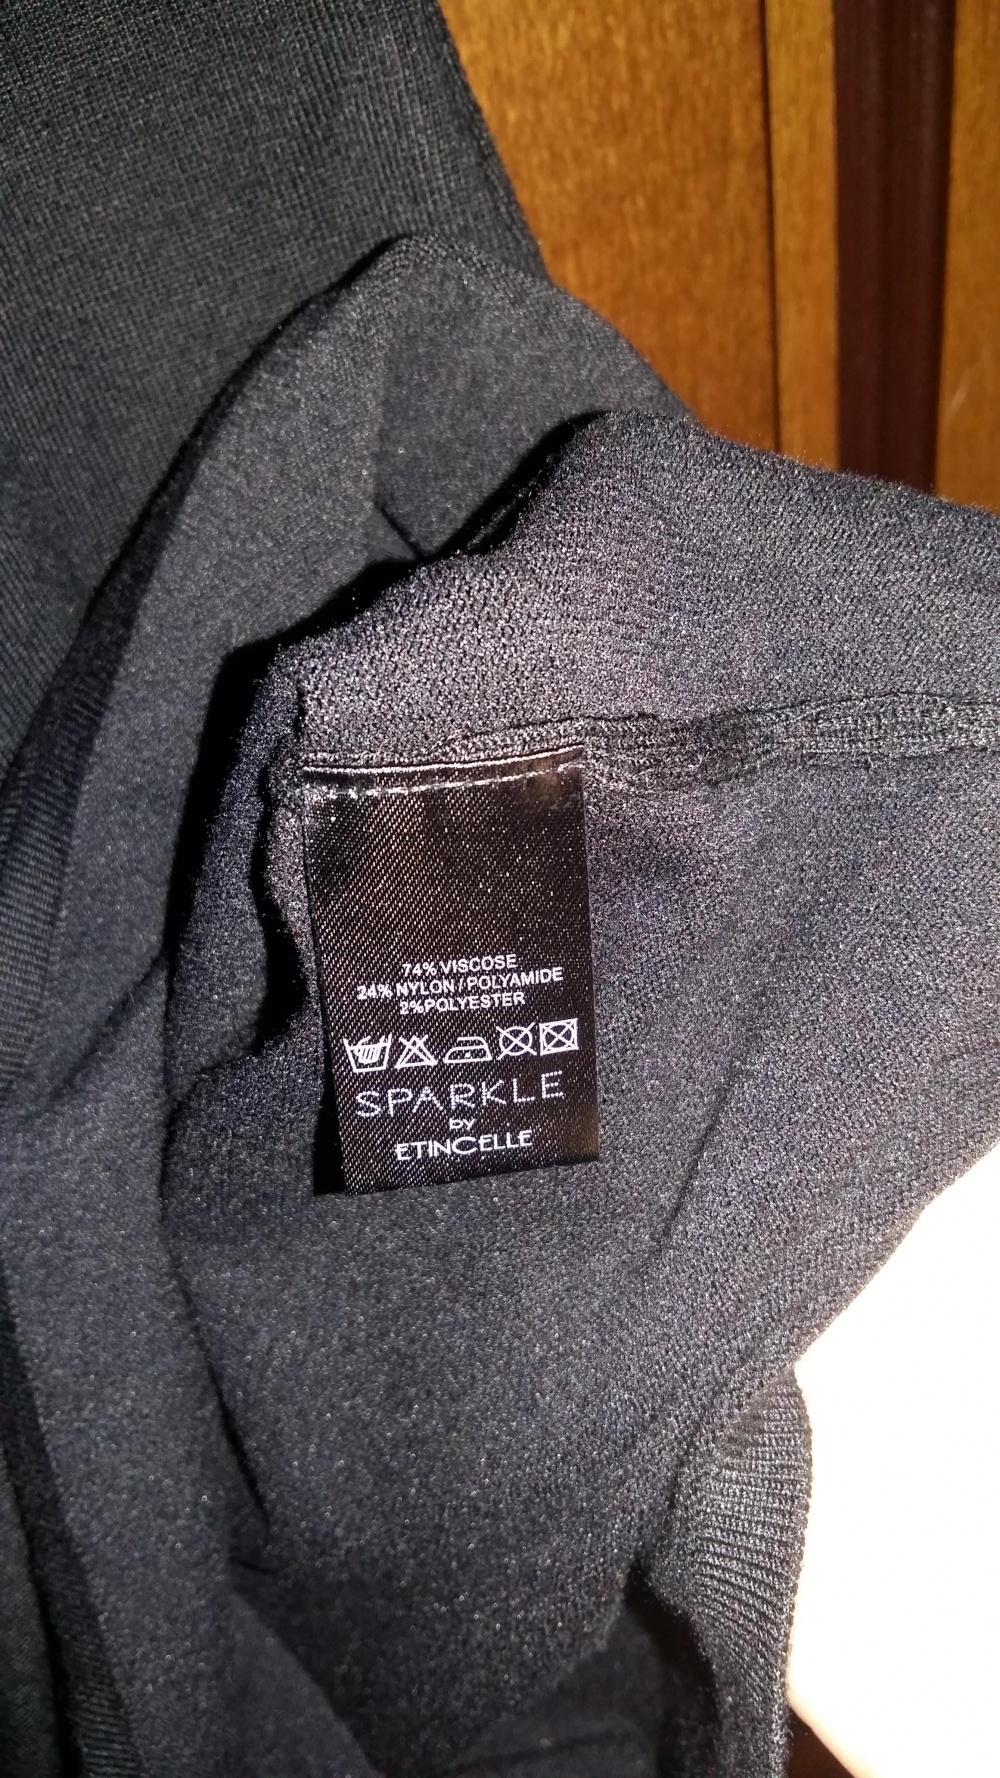 74% VISCOSE
24% NYLON / POLYAMIDE
2%POLYESTER
SPARKLE
by
ETINCELLE